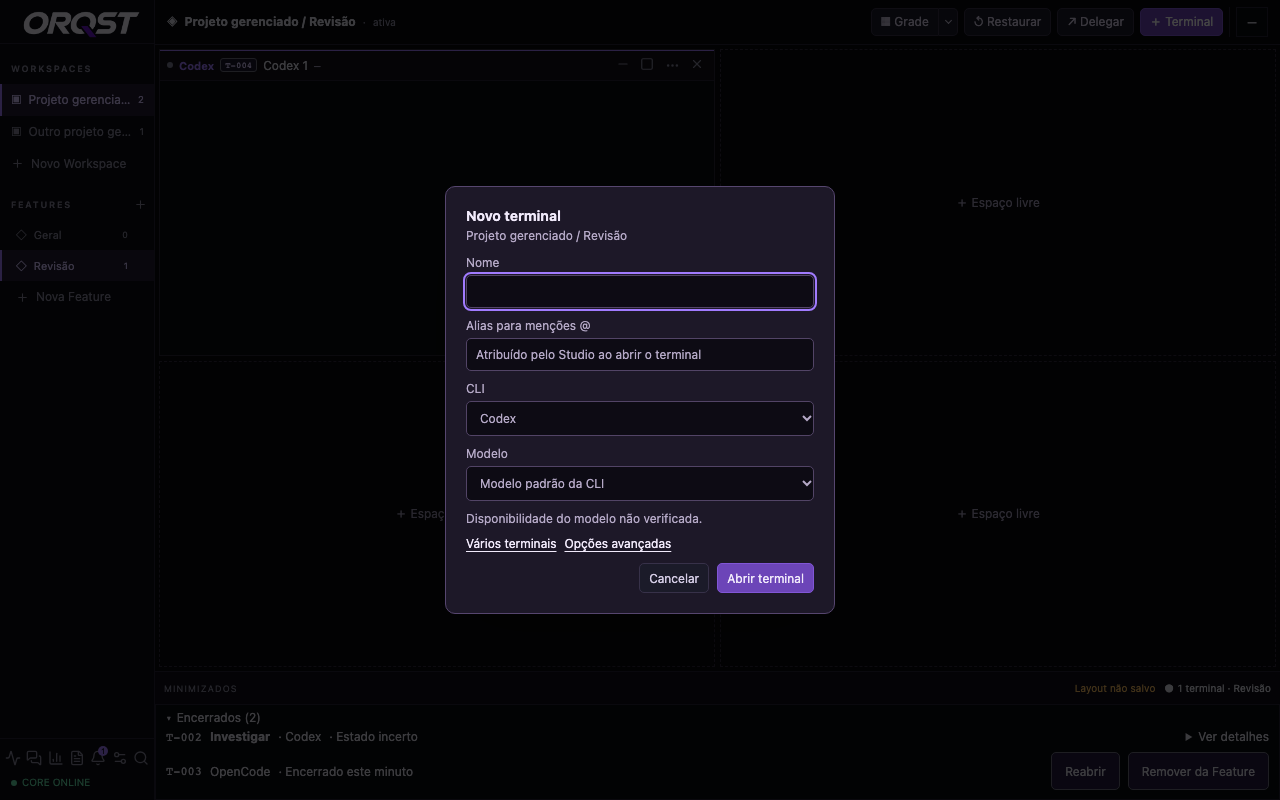 ORQST
Projeto gerenciado / Revisão · ativa
Grade
Restaurar
Delegar
+ Terminal
WORKSPACES
Projeto gerencia... 2
Outro projeto ge... 1
+ Novo Workspace
FEATURES +
Geral 0
Revisão 1
+ Nova Feature
Codex T-004 Codex 1 —
+ Espaço livre
+ Espaç
+ Espaço livre
Novo terminal
Projeto gerenciado / Revisão
Nome
Alias para menções @
Atribuído pelo Studio ao abrir o terminal
CLI
Codex
Modelo
Modelo padrão da CLI
Disponibilidade do modelo não verificada.
Vários terminais Opções avançadas
Cancelar Abrir terminal
MINIMIZADOS
Layout não salvo 1 terminal · Revisão
Encerrados (2)
T-002 Investigar · Codex · Estado incerto
Ver detalhes
T-003 OpenCode · Encerrado este minuto
Reabrir Remover da Feature
1
CORE ONLINE